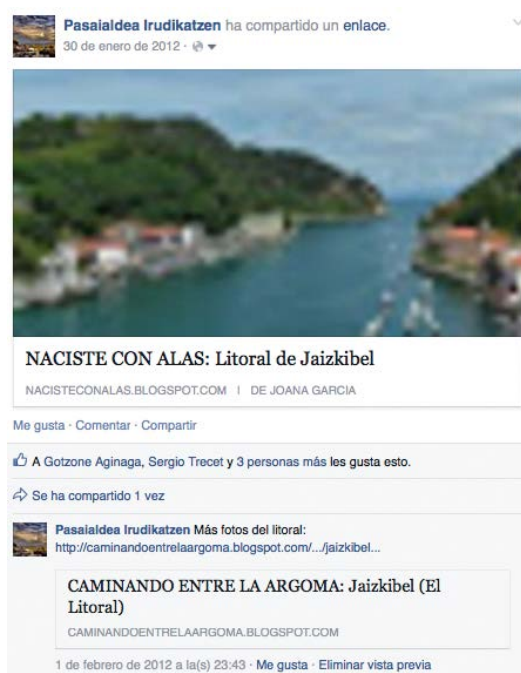 Pasaialdea Irudikatzen ha compartido un enlace.
30 de enero de 2012 ·
NACISTE CON ALAS: Litoral de Jaizkibel
NACISTECONALAS.BLOGSPOT.COM | DE JOANA GARCIA
Me gusta · Comentar · Compartir
A Gotzone Aginaga, Sergio Trecet y 3 personas más les gusta esto.
Se ha compartido 1 vez
Pasaialdea Irudikatzen Más fotos del litoral:
http://caminandoentrelaargoma.blogspot.com/.../jaizkibel...
CAMINANDO ENTRE LA ARGOMA: Jaizkibel (El
Litoral)
CAMINANDOENTRELAARGOMA.BLOGSPOT.COM
1 de febrero de 2012 a la(s) 23:43 · Me gusta · Eliminar vista previa